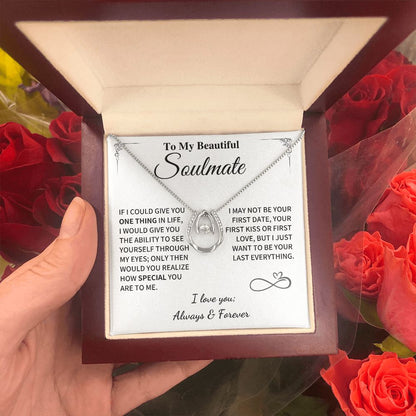 To My Beautiful
Soulmate
IF I COULD GIVE YOU
ONE THING IN LIFE,
I WOULD GIVE YOU
THE ABILITY TO SEE
YOURSELF THROUGH
MY EYES; ONLY THEN
WOULD YOU REALIZE
HOW SPECIAL YOU
ARE TO ME.
I MAY NOT BE YOUR
FIRST DATE, YOUR
FIRST KISS OR FIRST
LOVE, BUT I JUST
WANT TO BE YOUR
LAST EVERYTHING.
I love you;
Always & Forever